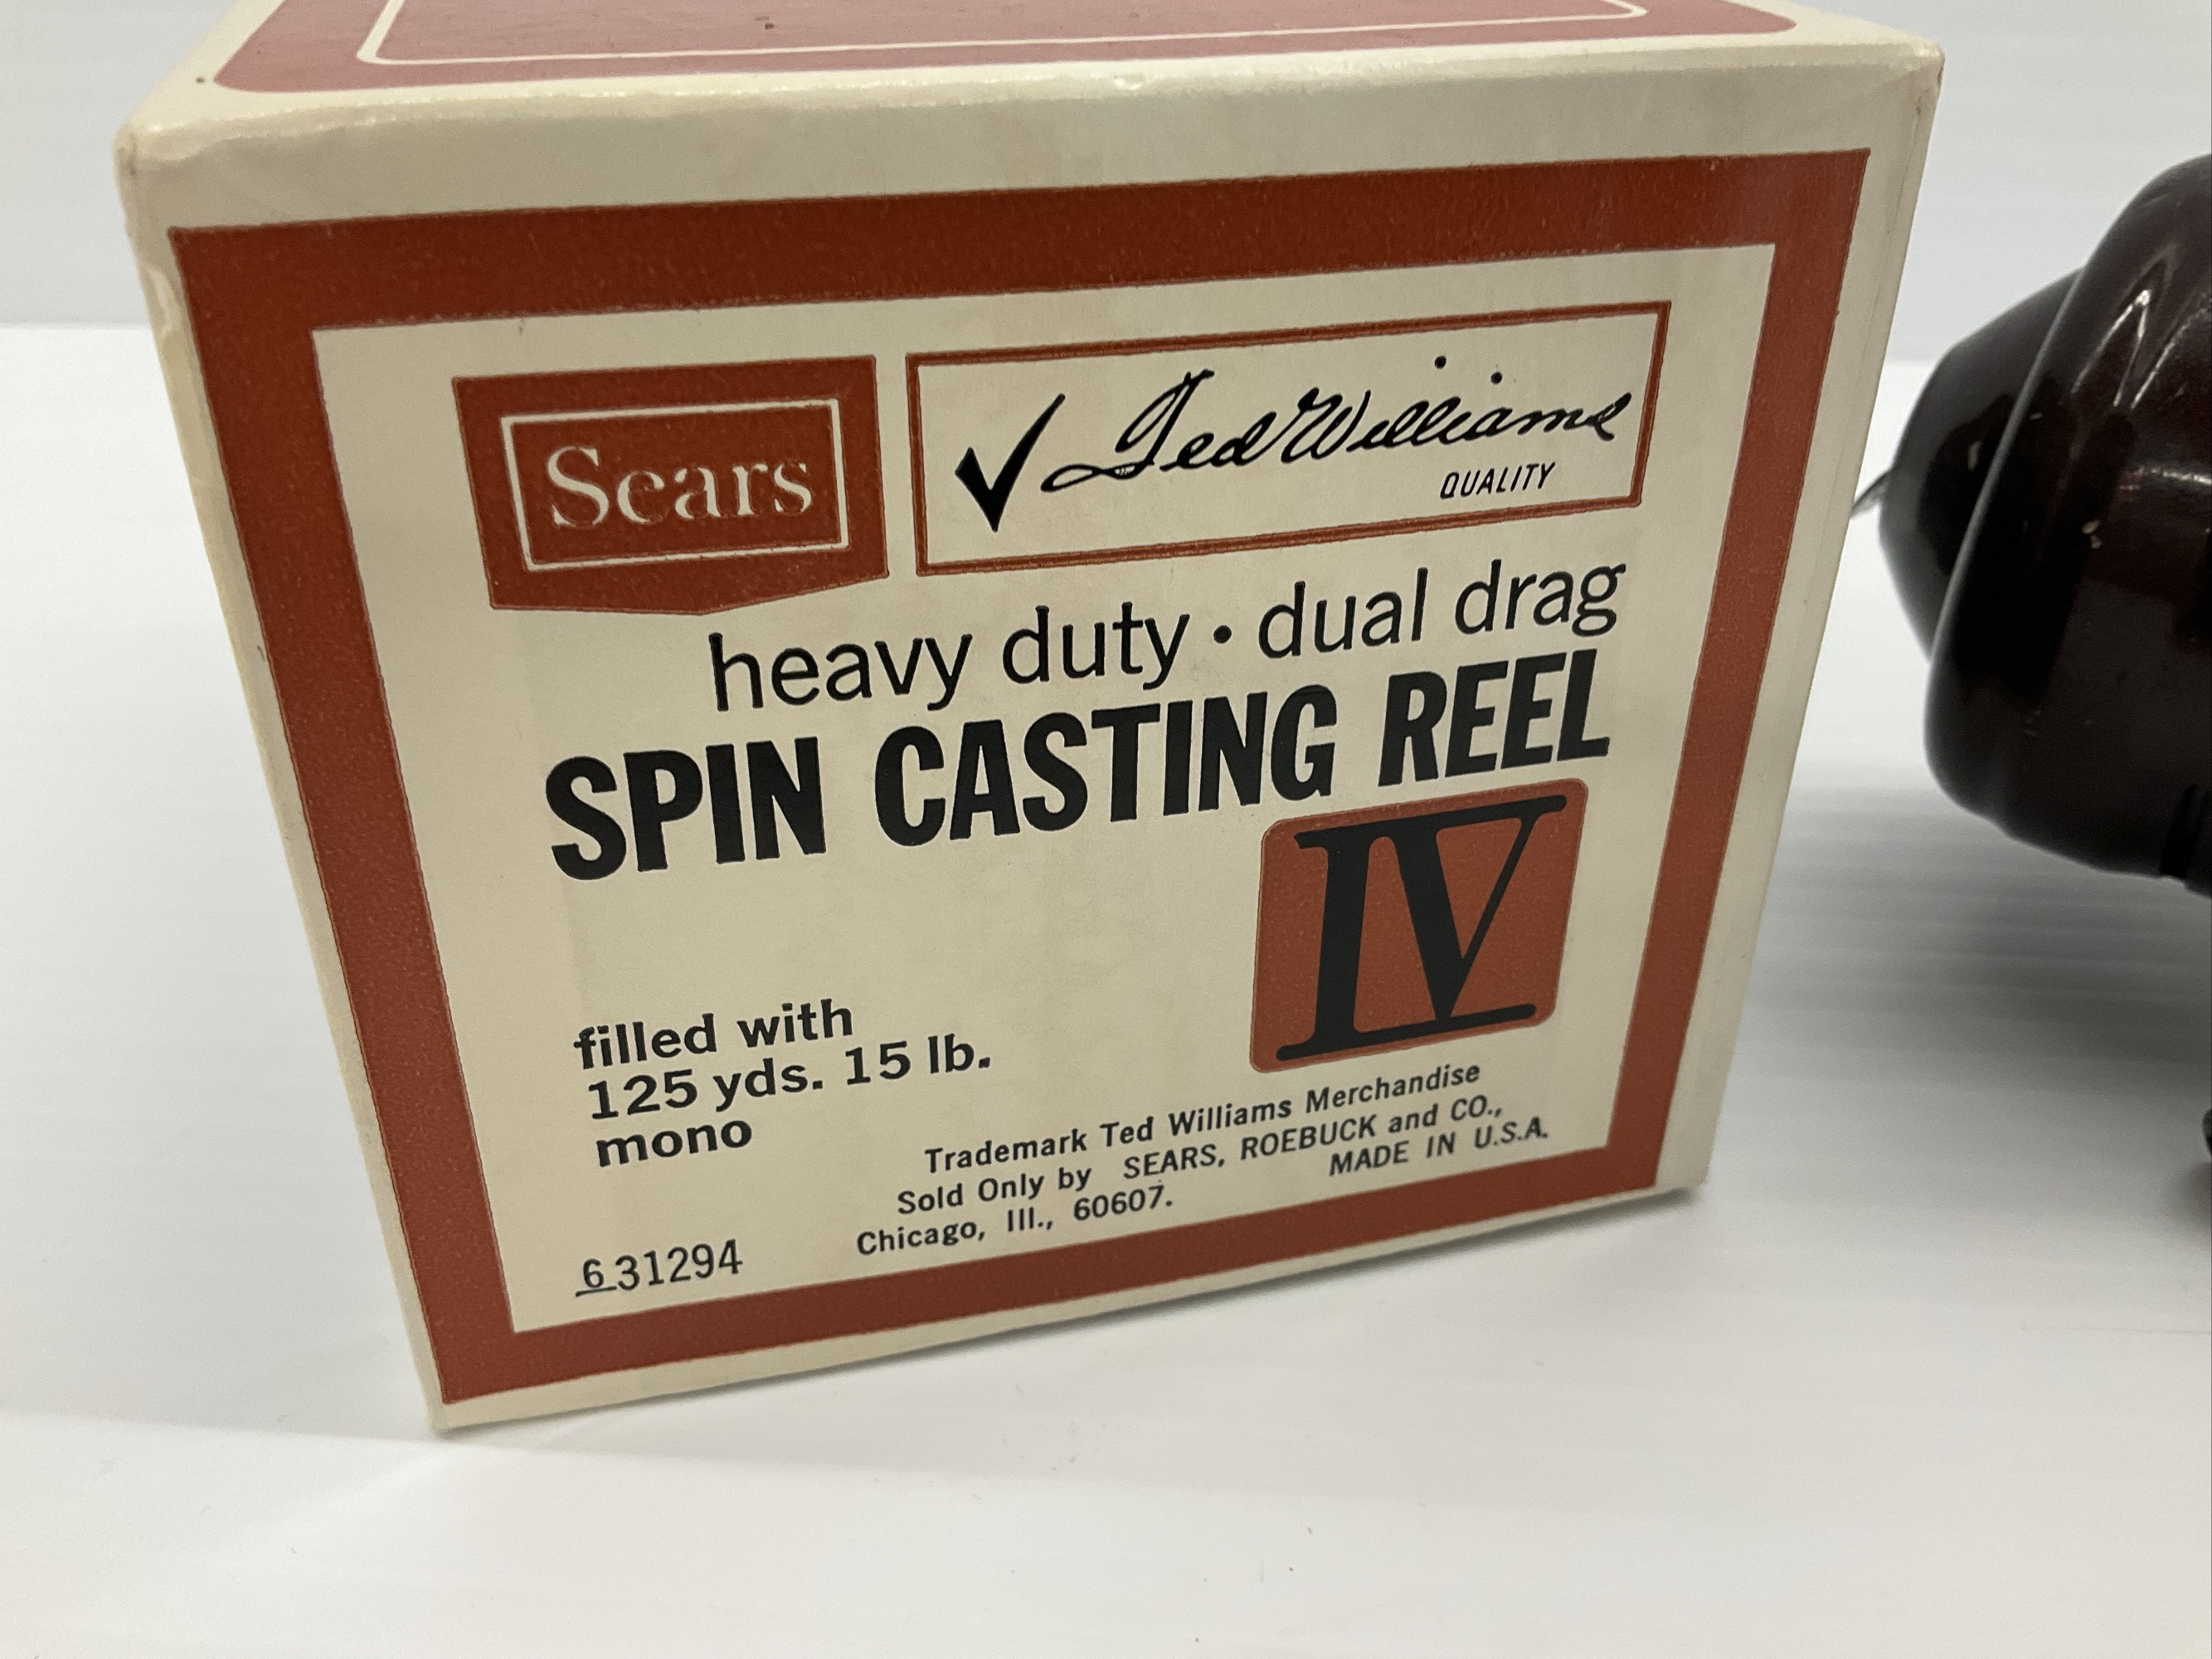 Sears
✓ Ted Williams
QUALITY
heavy duty • dual drag
SPIN CASTING REEL
IV
filled with
125 yds. 15 lb.
mono
Trademark Ted Williams Merchandise
Sold Only by SEARS, ROEBUCK and CO.,
Chicago, Ill., 60607. MADE IN U.S.A.
6 31294